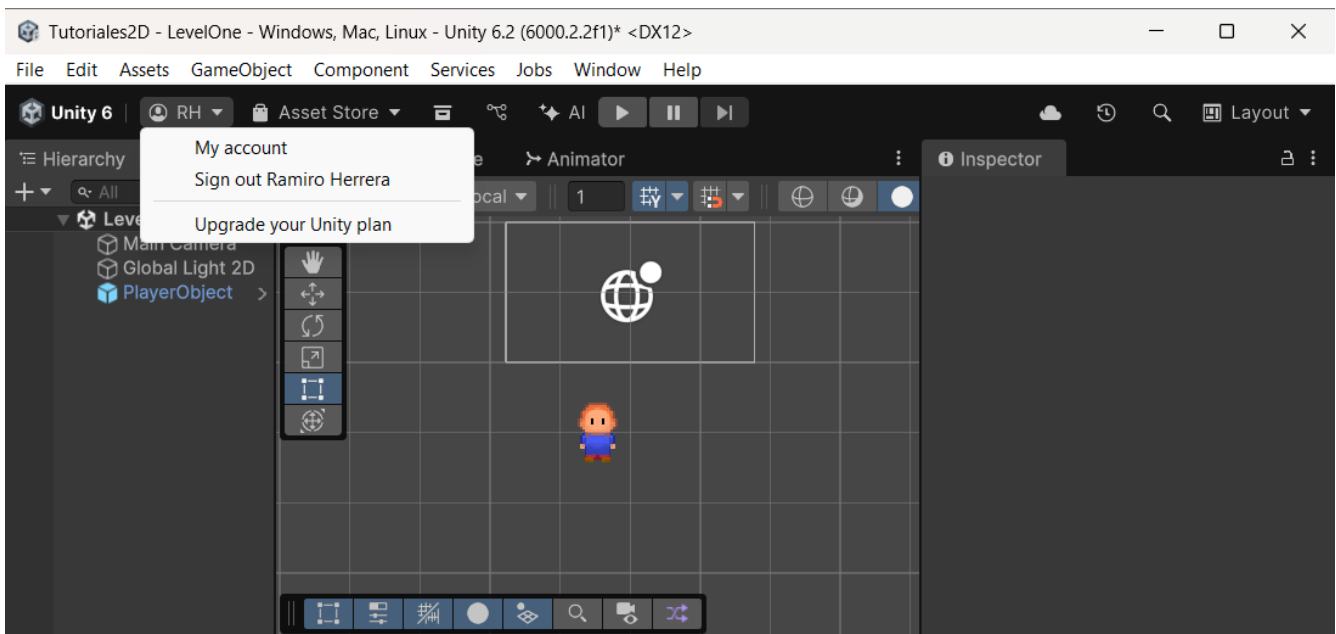 Tutoriales2D - LevelOne - Windows, Mac, Linux - Unity 6.2 (6000.2.2f1)* <DX12>
File Edit Assets GameObject Component Services Jobs Window Help
Unity 6 RH Asset Store AI Layout
My account
Sign out Ramiro Herrera
Upgrade your Unity plan
Hierarchy Animator Inspector
All 1
Main Camera
Global Light 2D
PlayerObject